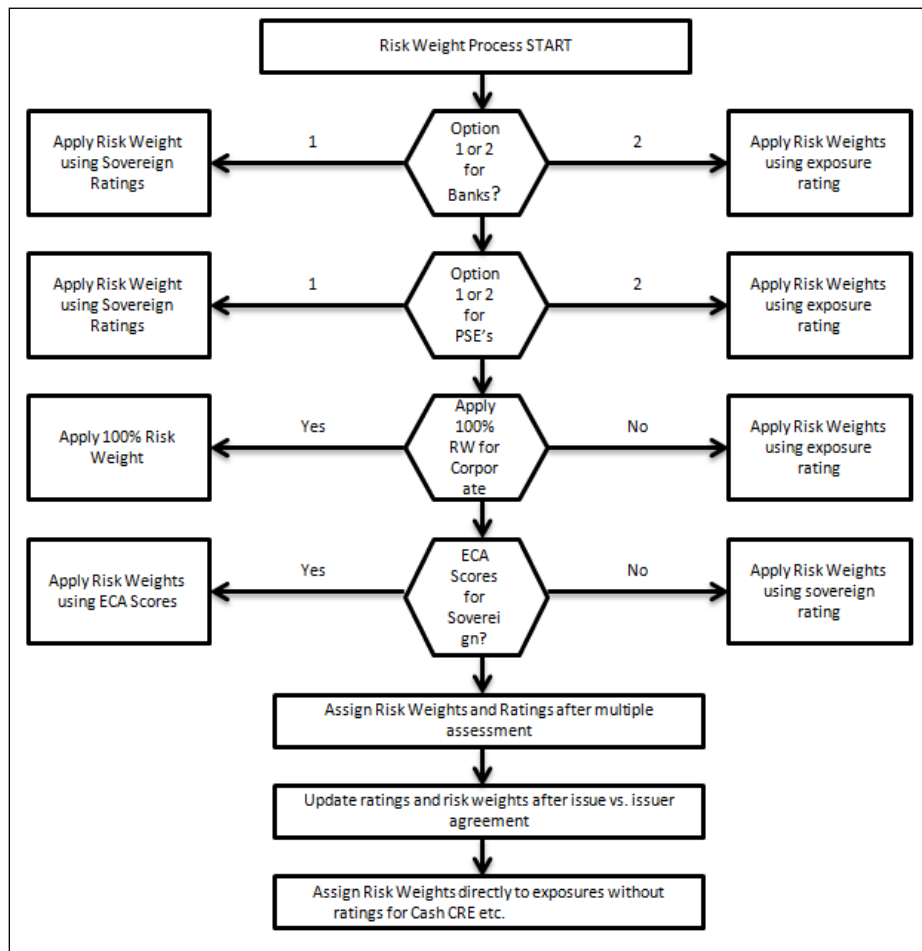 Risk Weight Process START
Apply Risk Weight
using Sovereign
Ratings
1
Option
1 or 2
for
Banks?
2
Apply Risk Weights
using exposure
rating
Apply Risk Weight
using Sovereign
Ratings
1
Option
1 or 2
for
PSE's
2
Apply Risk Weights
using exposure
rating
Apply 100% Risk
Weight
Yes
Apply
100%
RW for
Corpor
ate
No
Apply Risk Weights
using exposure
rating
Apply Risk Weights
using ECA Scores
Yes
ECA
Scores
for
Soverei
gn?
No
Apply Risk Weights
using sovereign
rating
Assign Risk Weights and Ratings after multiple
assessment
Update ratings and risk weights after issue vs. issuer
agreement
Assign Risk Weights directly to exposures without
ratings for Cash CRE etc.